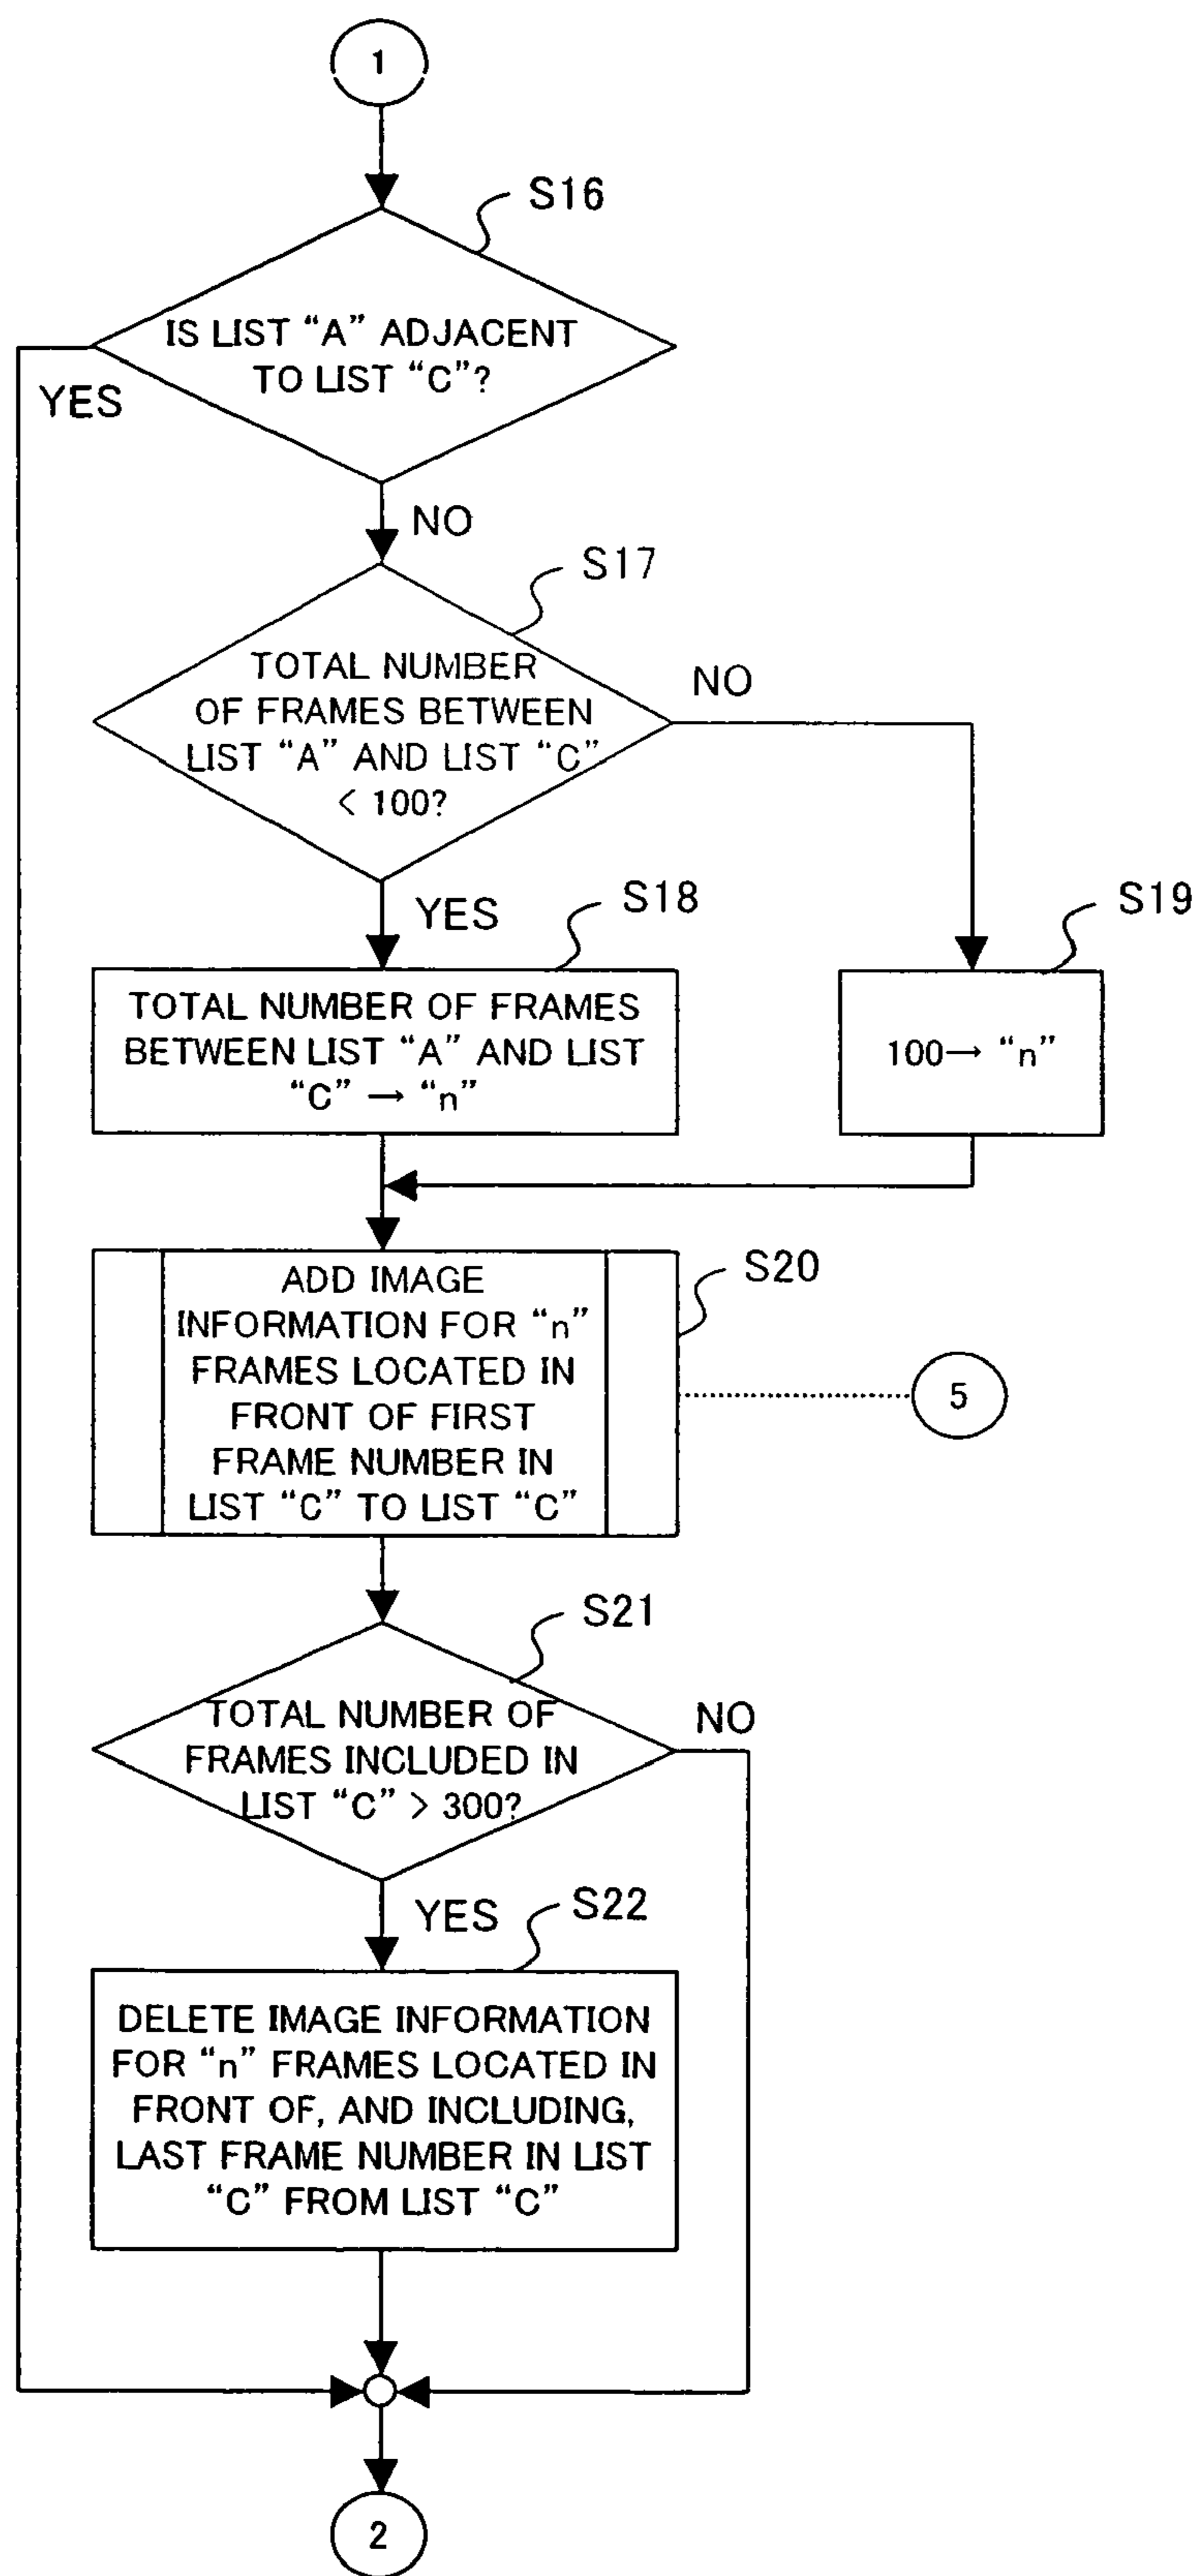 1
S16
IS LIST “A” ADJACENT
TO LIST “C”?
YES
NO
S17
TOTAL NUMBER
OF FRAMES BETWEEN
LIST “A” AND LIST “C”
< 100?
NO
YES
S18
S19
TOTAL NUMBER OF FRAMES
BETWEEN LIST “A” AND LIST
“C” → “n”
100→ “n”
S20
ADD IMAGE
INFORMATION FOR “n”
FRAMES LOCATED IN
FRONT OF FIRST
FRAME NUMBER IN
LIST “C” TO LIST “C”
5
S21
TOTAL NUMBER OF
FRAMES INCLUDED IN
LIST “C” > 300?
NO
YES
S22
DELETE IMAGE INFORMATION
FOR “n” FRAMES LOCATED IN
FRONT OF, AND INCLUDING,
LAST FRAME NUMBER IN LIST
“C” FROM LIST “C”
2